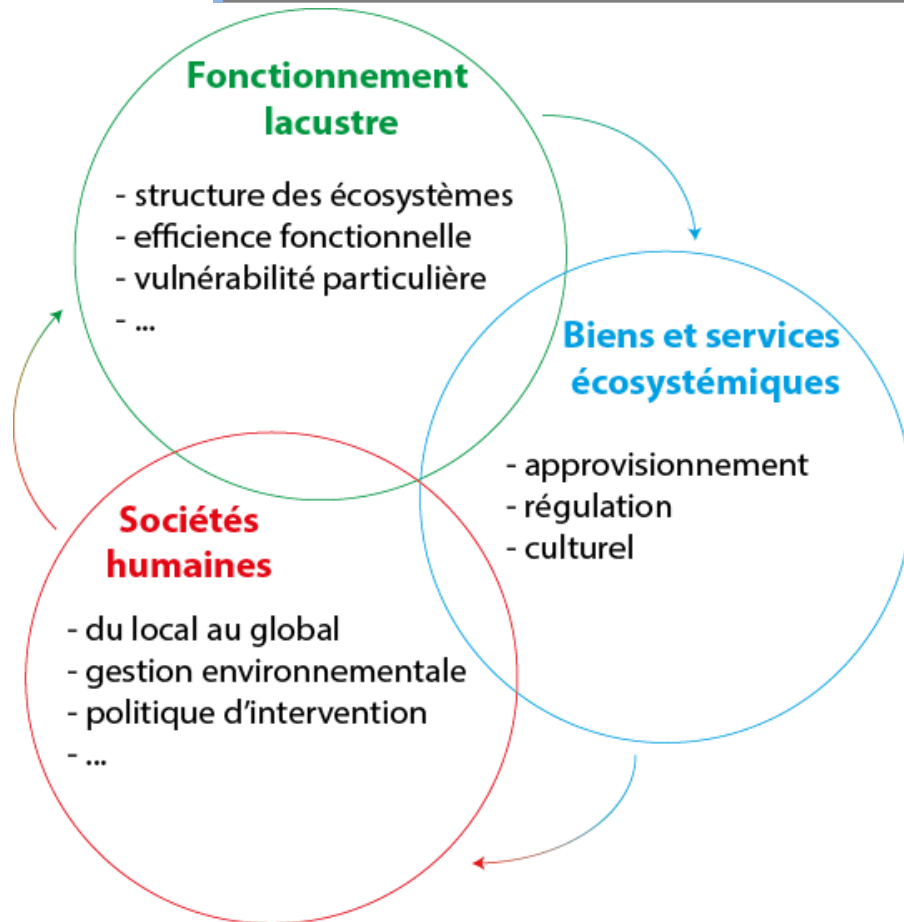 Fonctionnement
lacustre
- structure des écosystèmes
- efficience fonctionnelle
- vulnérabilité particulière
- ...
Biens et services
écosystémiques
- approvisionnement
- régulation
- culturel
Sociétés
humaines
- du local au global
- gestion environnementale
- politique d'intervention
- ...